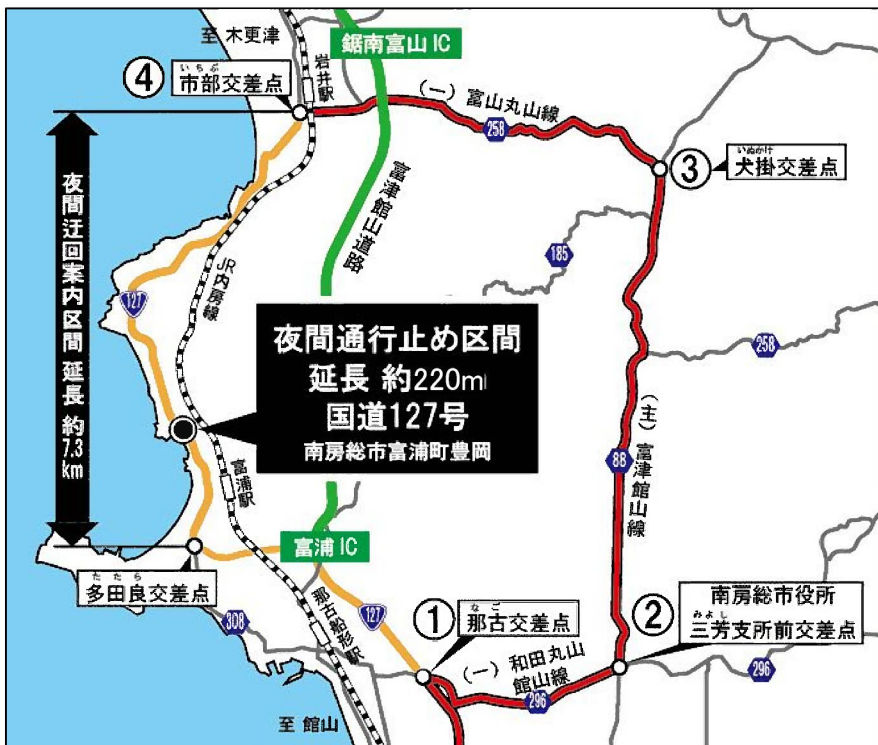 至 木更津
④
いちぶ
市部交差点
岩井駅
鋸南富山 IC
(一)富山丸山線
258
③
いぬかけ
犬掛交差点
夜間迂回案内区間 延長 約
7.3
km
127
JR内房線
富津館山道路
185
258
夜間通行止め区間
延長 約220m
国道127号
南房総市富浦町豊岡
(主)富津館山線
88
富浦駅
富浦 IC
たたら
多田良交差点
308
那古船形駅
127
①
なご
那古交差点
②
南房総市役所
みよし
三芳支所前交差点
(一)和田丸山
館山線
296
296
至 館山